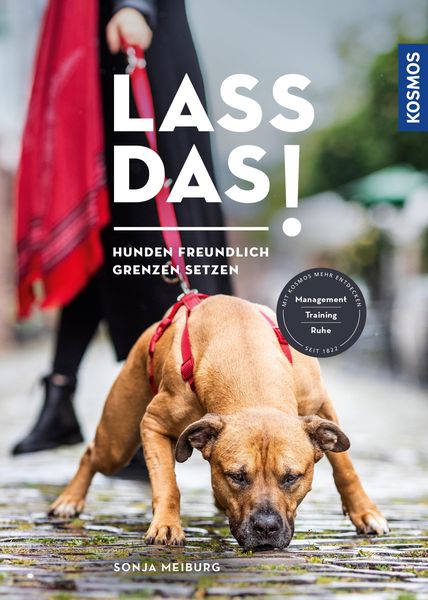 KOSMOS
LASS
DAS!
HUNDEN FREUNDLICH
GRENZEN SETZEN
MIT KOSMOS MEHR ENTDECKEN
Management
Training
Ruhe
SEIT 1822
SONJA MEIBURG